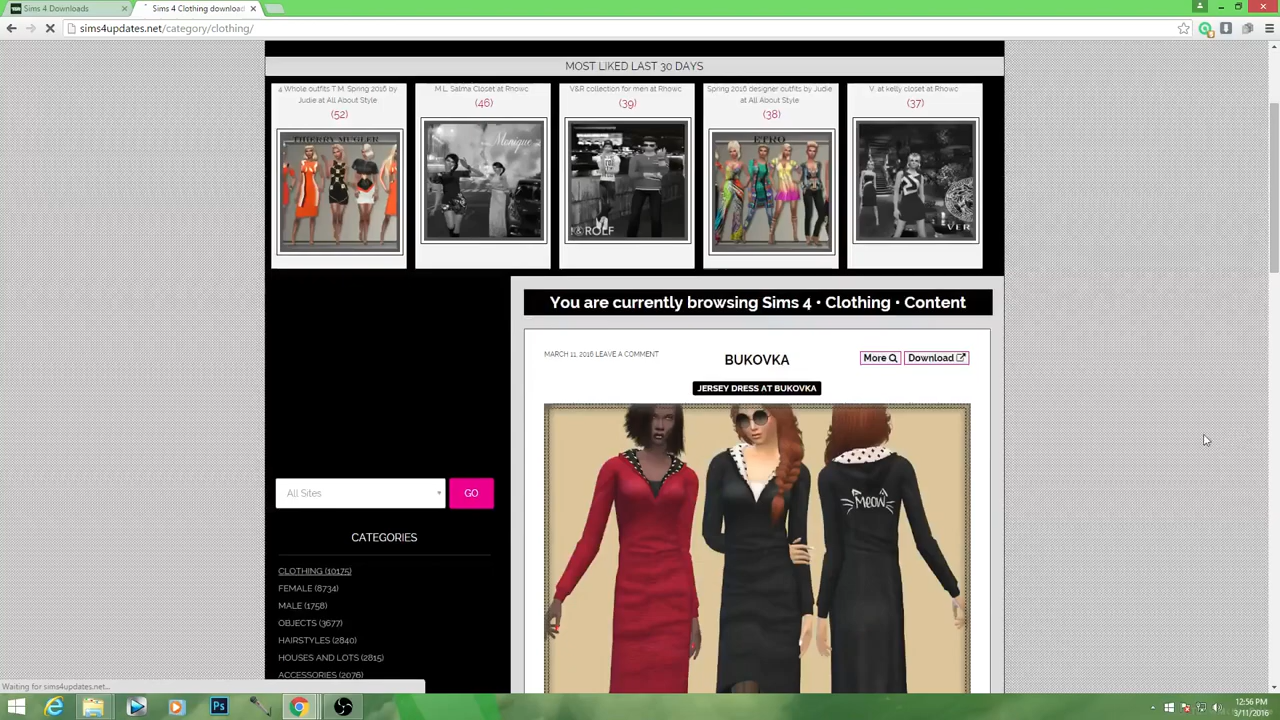 Sims 4 Downloads
Sims 4 Clothing download
sims4updates.net/category/clothing/
MOST LIKED LAST 30 DAYS
4 Whole outfits T.M. Spring 2016 by
Judie at All About Style
(52)
M.L. Salma Closet at Rhowc
(46)
V&R collection for men at Rhowc
(39)
Spring 2016 designer outfits by Judie
at All About Style
(38)
V. at kelly closet at Rhowc
(37)
THIERRY MUGLER
Monique
ROLF
ETRO
VER
You are currently browsing Sims 4 • Clothing • Content
MARCH 11, 2016 LEAVE A COMMENT
BUKOVKA
More
Download
JERSEY DRESS AT BUKOVKA
Meow
All Sites
GO
CATEGORIES
CLOTHING (10175)
FEMALE (8734)
MALE (1758)
OBJECTS (3677)
HAIRSTYLES (2840)
HOUSES AND LOTS (2815)
ACCESSORIES (2076)
Waiting for sims4updates.net...
12:56 PM
3/11/2016